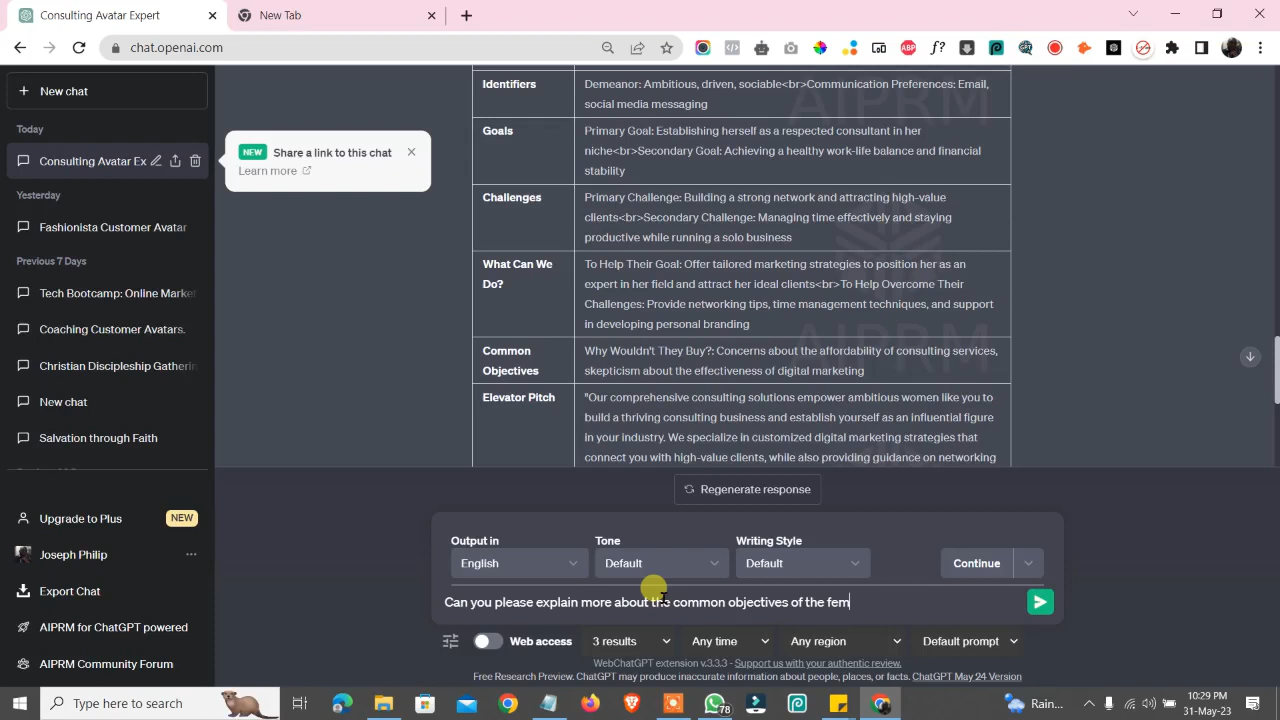 Consulting Avatar Expert
New Tab
chat.openai.com
ABP
f?
New chat
Today
Consulting Avatar Ex
NEW Share a link to this chat
Learn more
Yesterday
Fashionista Customer Avatar
Previous 7 Days
Tech Bootcamp: Online Market
Coaching Customer Avatars.
Christian Discipleship Gatherin
New chat
Salvation through Faith
Upgrade to Plus NEW
Joseph Philip
Export Chat
AIPRM for ChatGPT powered
AIPRM Community Forum
Identifiers Demeanor: Ambitious, driven, sociable<br>Communication Preferences: Email,
social media messaging
Goals Primary Goal: Establishing herself as a respected consultant in her
niche<br>Secondary Goal: Achieving a healthy work-life balance and financial
stability
Challenges Primary Challenge: Building a strong network and attracting high-value
clients<br>Secondary Challenge: Managing time effectively and staying
productive while running a solo business
What Can We To Help Their Goal: Offer tailored marketing strategies to position her as an
Do? expert in her field and attract her ideal clients<br>To Help Overcome Their
Challenges: Provide networking tips, time management techniques, and support
in developing personal branding
Common Why Wouldn't They Buy?: Concerns about the affordability of consulting services,
Objectives skepticism about the effectiveness of digital marketing
Elevator Pitch "Our comprehensive consulting solutions empower ambitious women like you to
build a thriving consulting business and establish yourself as an influential figure
in your industry. We specialize in customized digital marketing strategies that
connect you with high-value clients, while also providing guidance on networking
AIPRM
AIPRM
Regenerate response
Output in Tone Writing Style
English Default Default Continue
Can you please explain more about the common objectives of the fem
Web access 3 results Any time Any region Default prompt
WebChatGPT extension v.3.3.3 - Support us with your authentic review.
Free Research Preview. ChatGPT may produce inaccurate information about people, places, or facts. ChatGPT May 24 Version
Type here to search
78
Rain...
10:29 PM
31-May-23